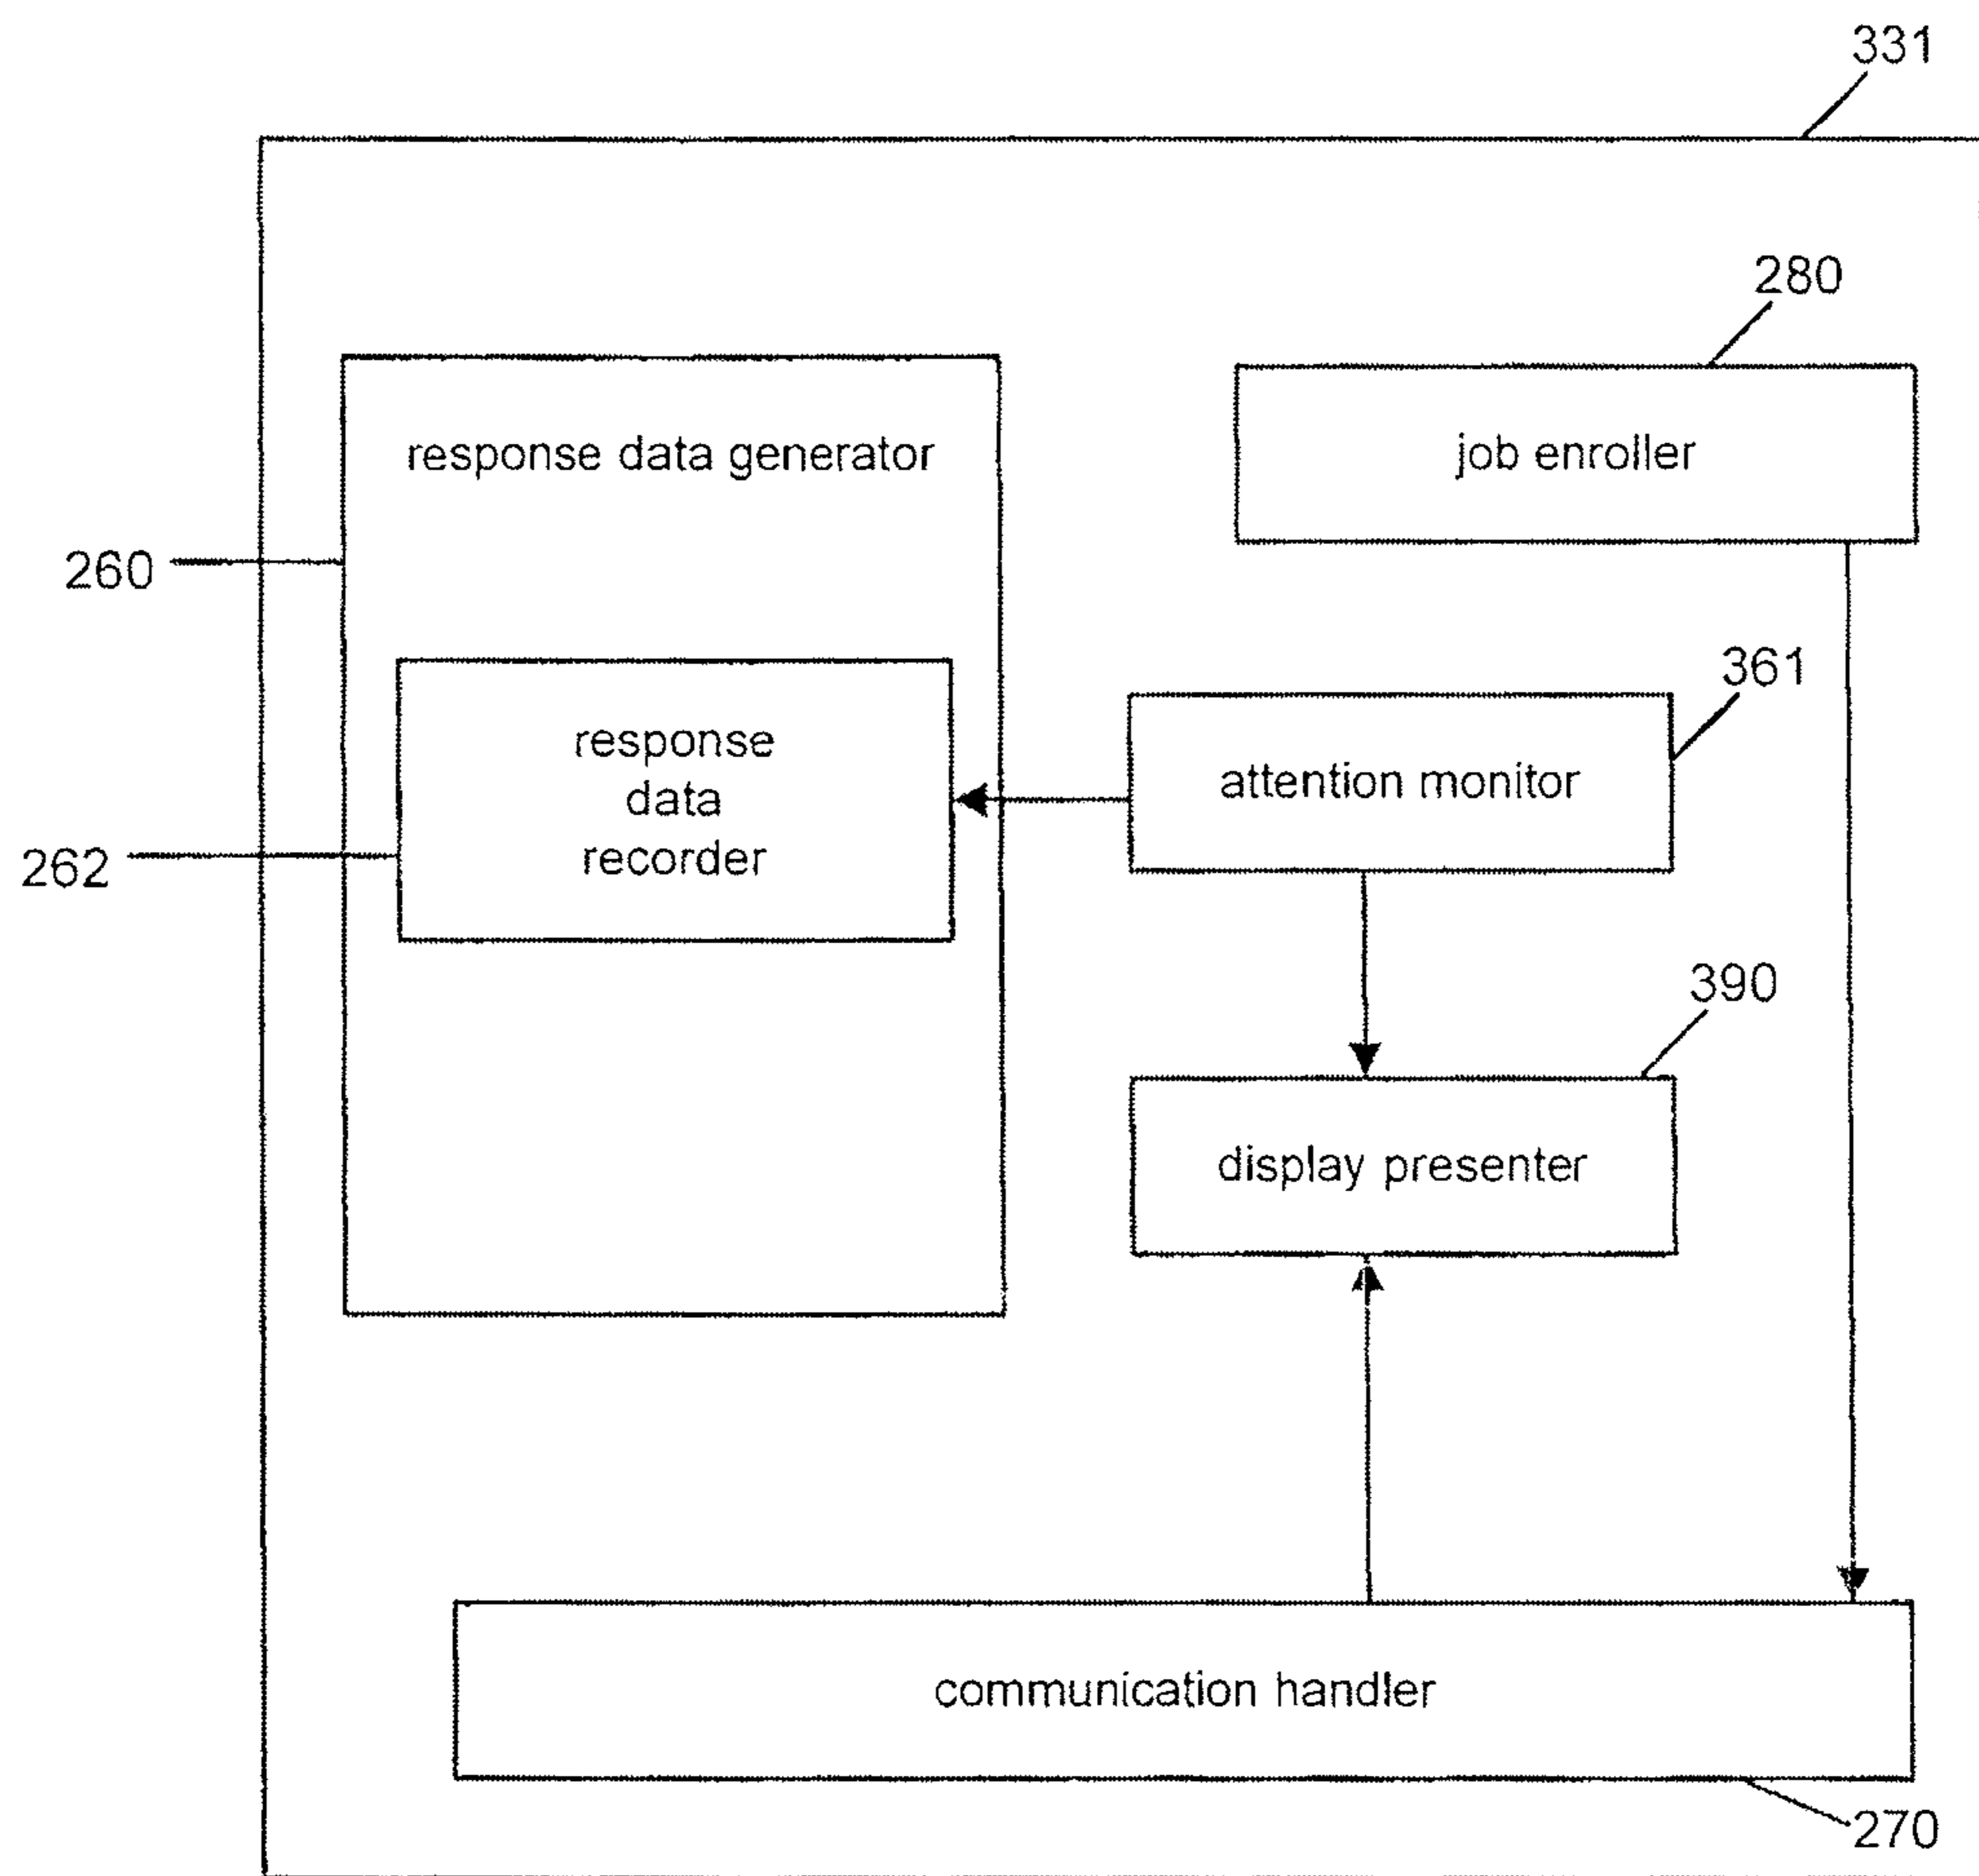 331
280
response data generator
job enroller
260
361
response
data
recorder
attention monitor
262
390
display presenter
communication handler
270